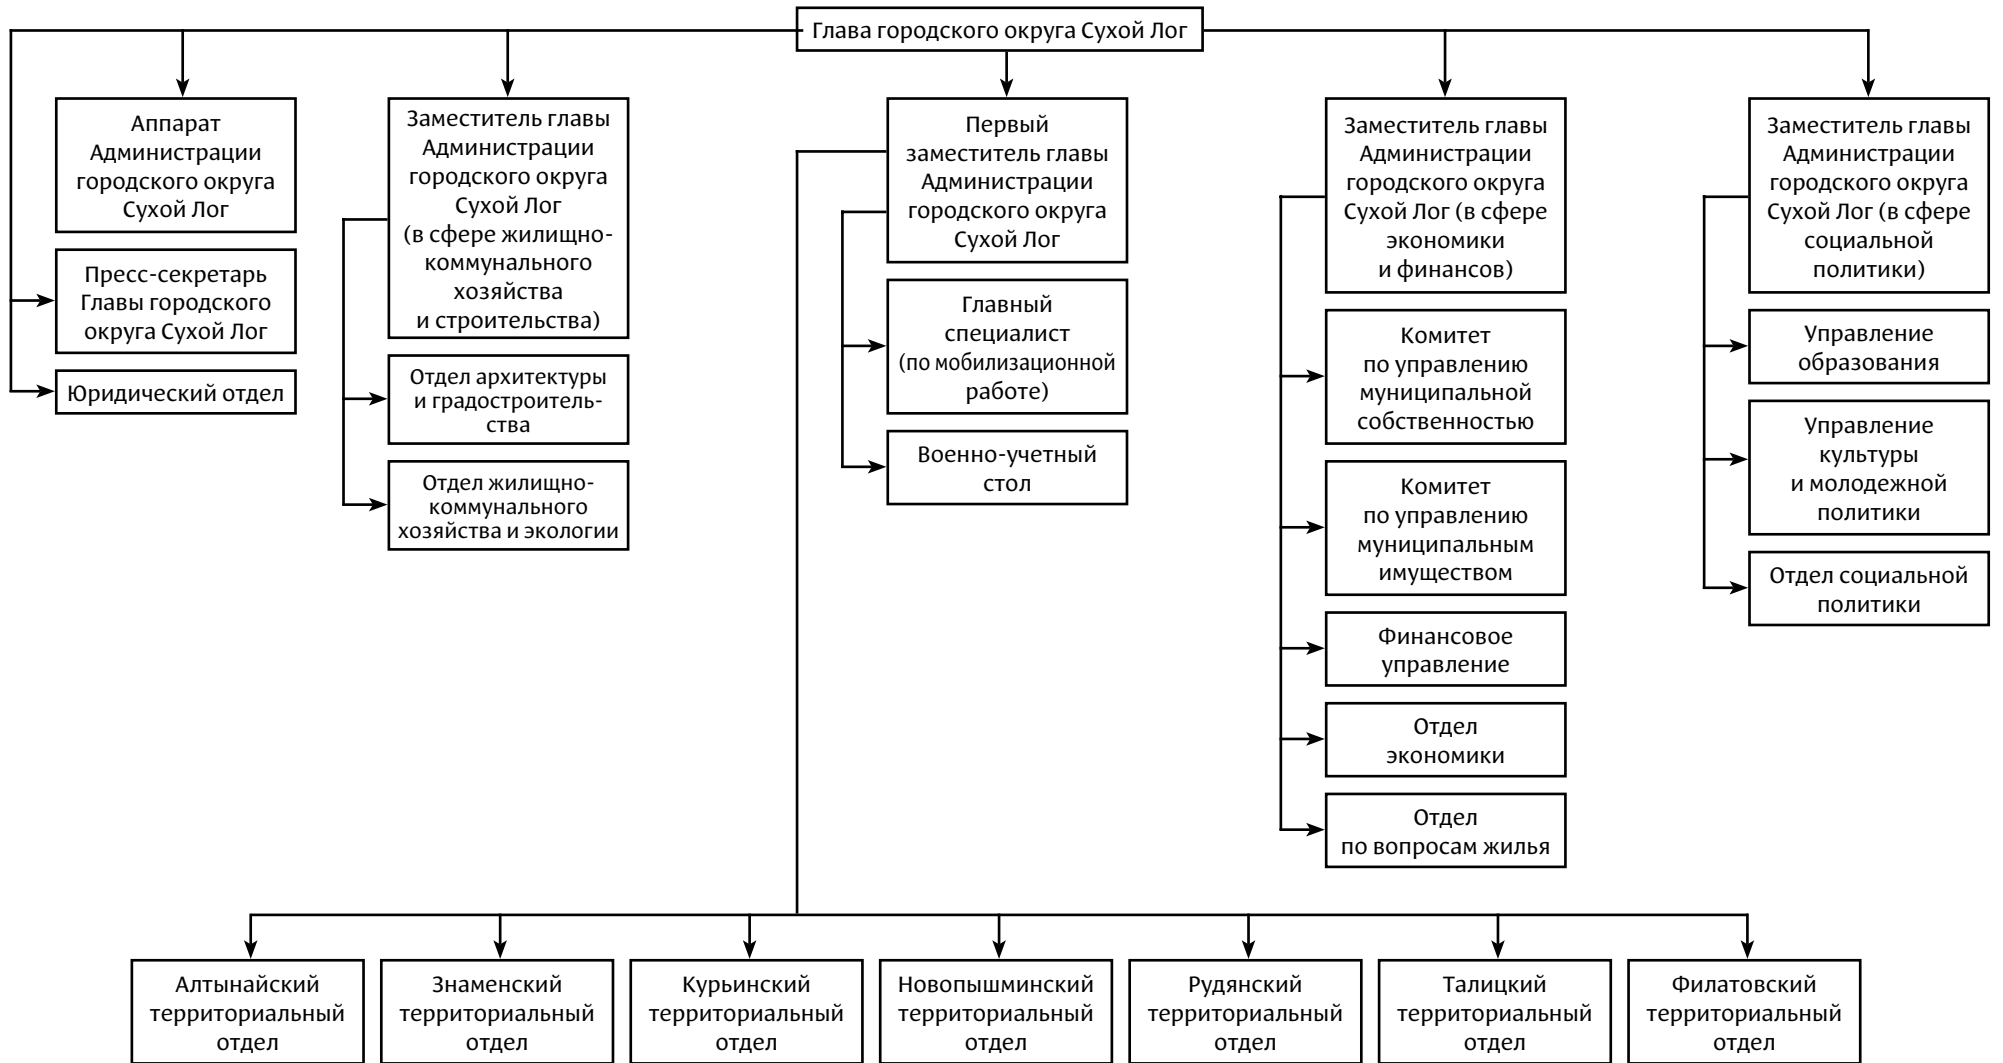 Глава городского округа Сухой Лог
Аппарат
Администрации
городского округа
Сухой Лог
Пресс-секретарь
Главы городского
округа Сухой Лог
Юридический отдел
Заместитель главы
Администрации
городского округа
Сухой Лог
(в сфере жилищно-
коммунального
хозяйства
и строительства)
Отдел архитектуры
и градостроитель-
ства
Отдел жилищно-
коммунального
хозяйства и экологии
Первый
заместитель главы
Администрации
городского округа
Сухой Лог
Главный
специалист
(по мобилизационной
работе)
Военно-учетный
стол
Заместитель главы
Администрации
городского округа
Сухой Лог (в сфере
экономики
и финансов)
Комитет
по управлению
муниципальной
собственностью
Комитет
по управлению
муниципальным
имуществом
Финансовое
управление
Отдел
экономики
Отдел
по вопросам жилья
Заместитель главы
Администрации
городского округа
Сухой Лог (в сфере
социальной
политики)
Управление
образования
Управление
культуры
и молодежной
политики
Отдел социальной
политики
Алтынайский
территориальный
отдел
Знаменский
территориальный
отдел
Курьинский
территориальный
отдел
Новопышминский
территориальный
отдел
Рудянский
территориальный
отдел
Талицкий
территориальный
отдел
Филатовский
территориальный
отдел